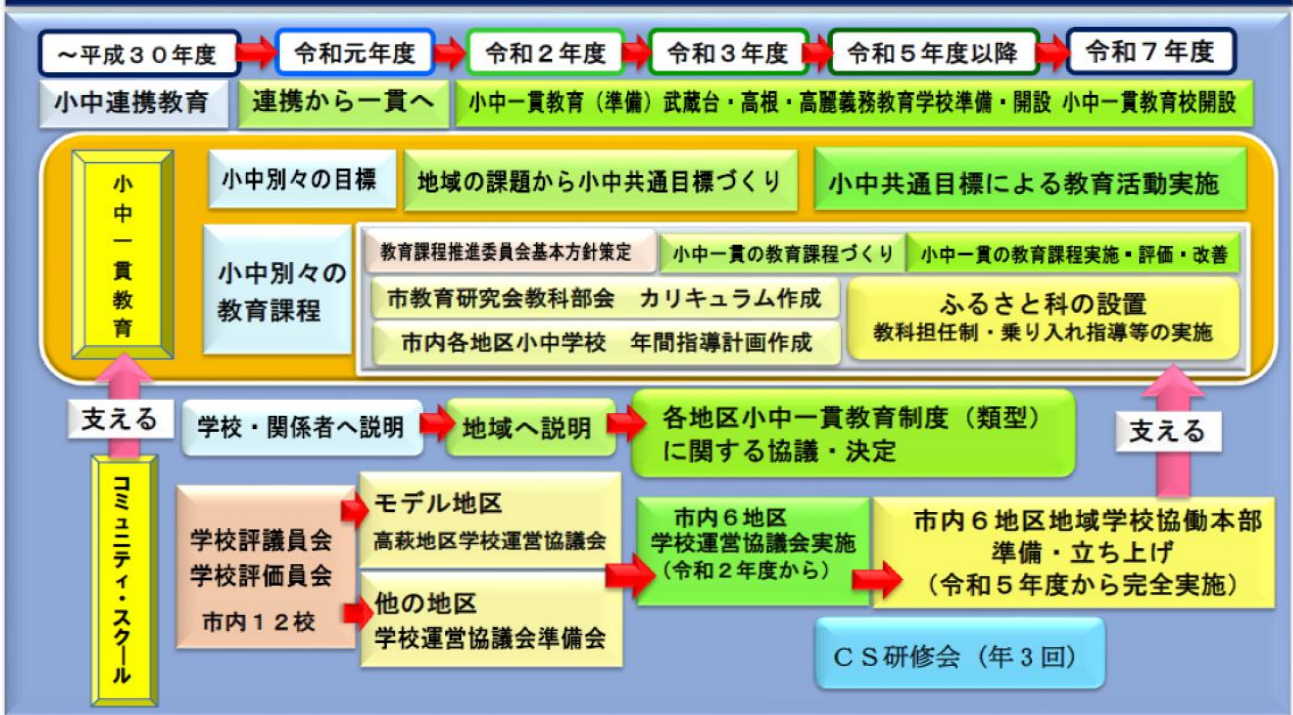 ～平成３０年度
令和元年度
令和２年度
令和３年度
令和５年度以降
令和７年度
小中連携教育
連携から一貫へ
小中一貫教育（準備）武蔵台・高根・高麗義務教育学校準備・開設 小中一貫教育校開設
小中一貫教育
小中別々の目標
地域の課題から小中共通目標づくり
小中共通目標による教育活動実施
小中別々の
教育課程
教育課程推進委員会基本方針策定
小中一貫の教育課程づくり
小中一貫の教育課程実施・評価・改善
市教育研究会教科部会　カリキュラム作成
市内各地区小中学校　年間指導計画作成
ふるさと科の設置
教科担任制・乗り入れ指導等の実施
支える
学校・関係者へ説明
地域へ説明
各地区小中一貫教育制度（類型）
に関する協議・決定
支える
コミュニティ・スクール
学校評議員会
学校評価員会
市内１２校
モデル地区
高萩地区学校運営協議会
他の地区
学校運営協議会準備会
市内６地区
学校運営協議会実施
（令和２年度から）
市内６地区地域学校協働本部
準備・立ち上げ
（令和５年度から完全実施）
ＣＳ研修会（年３回）